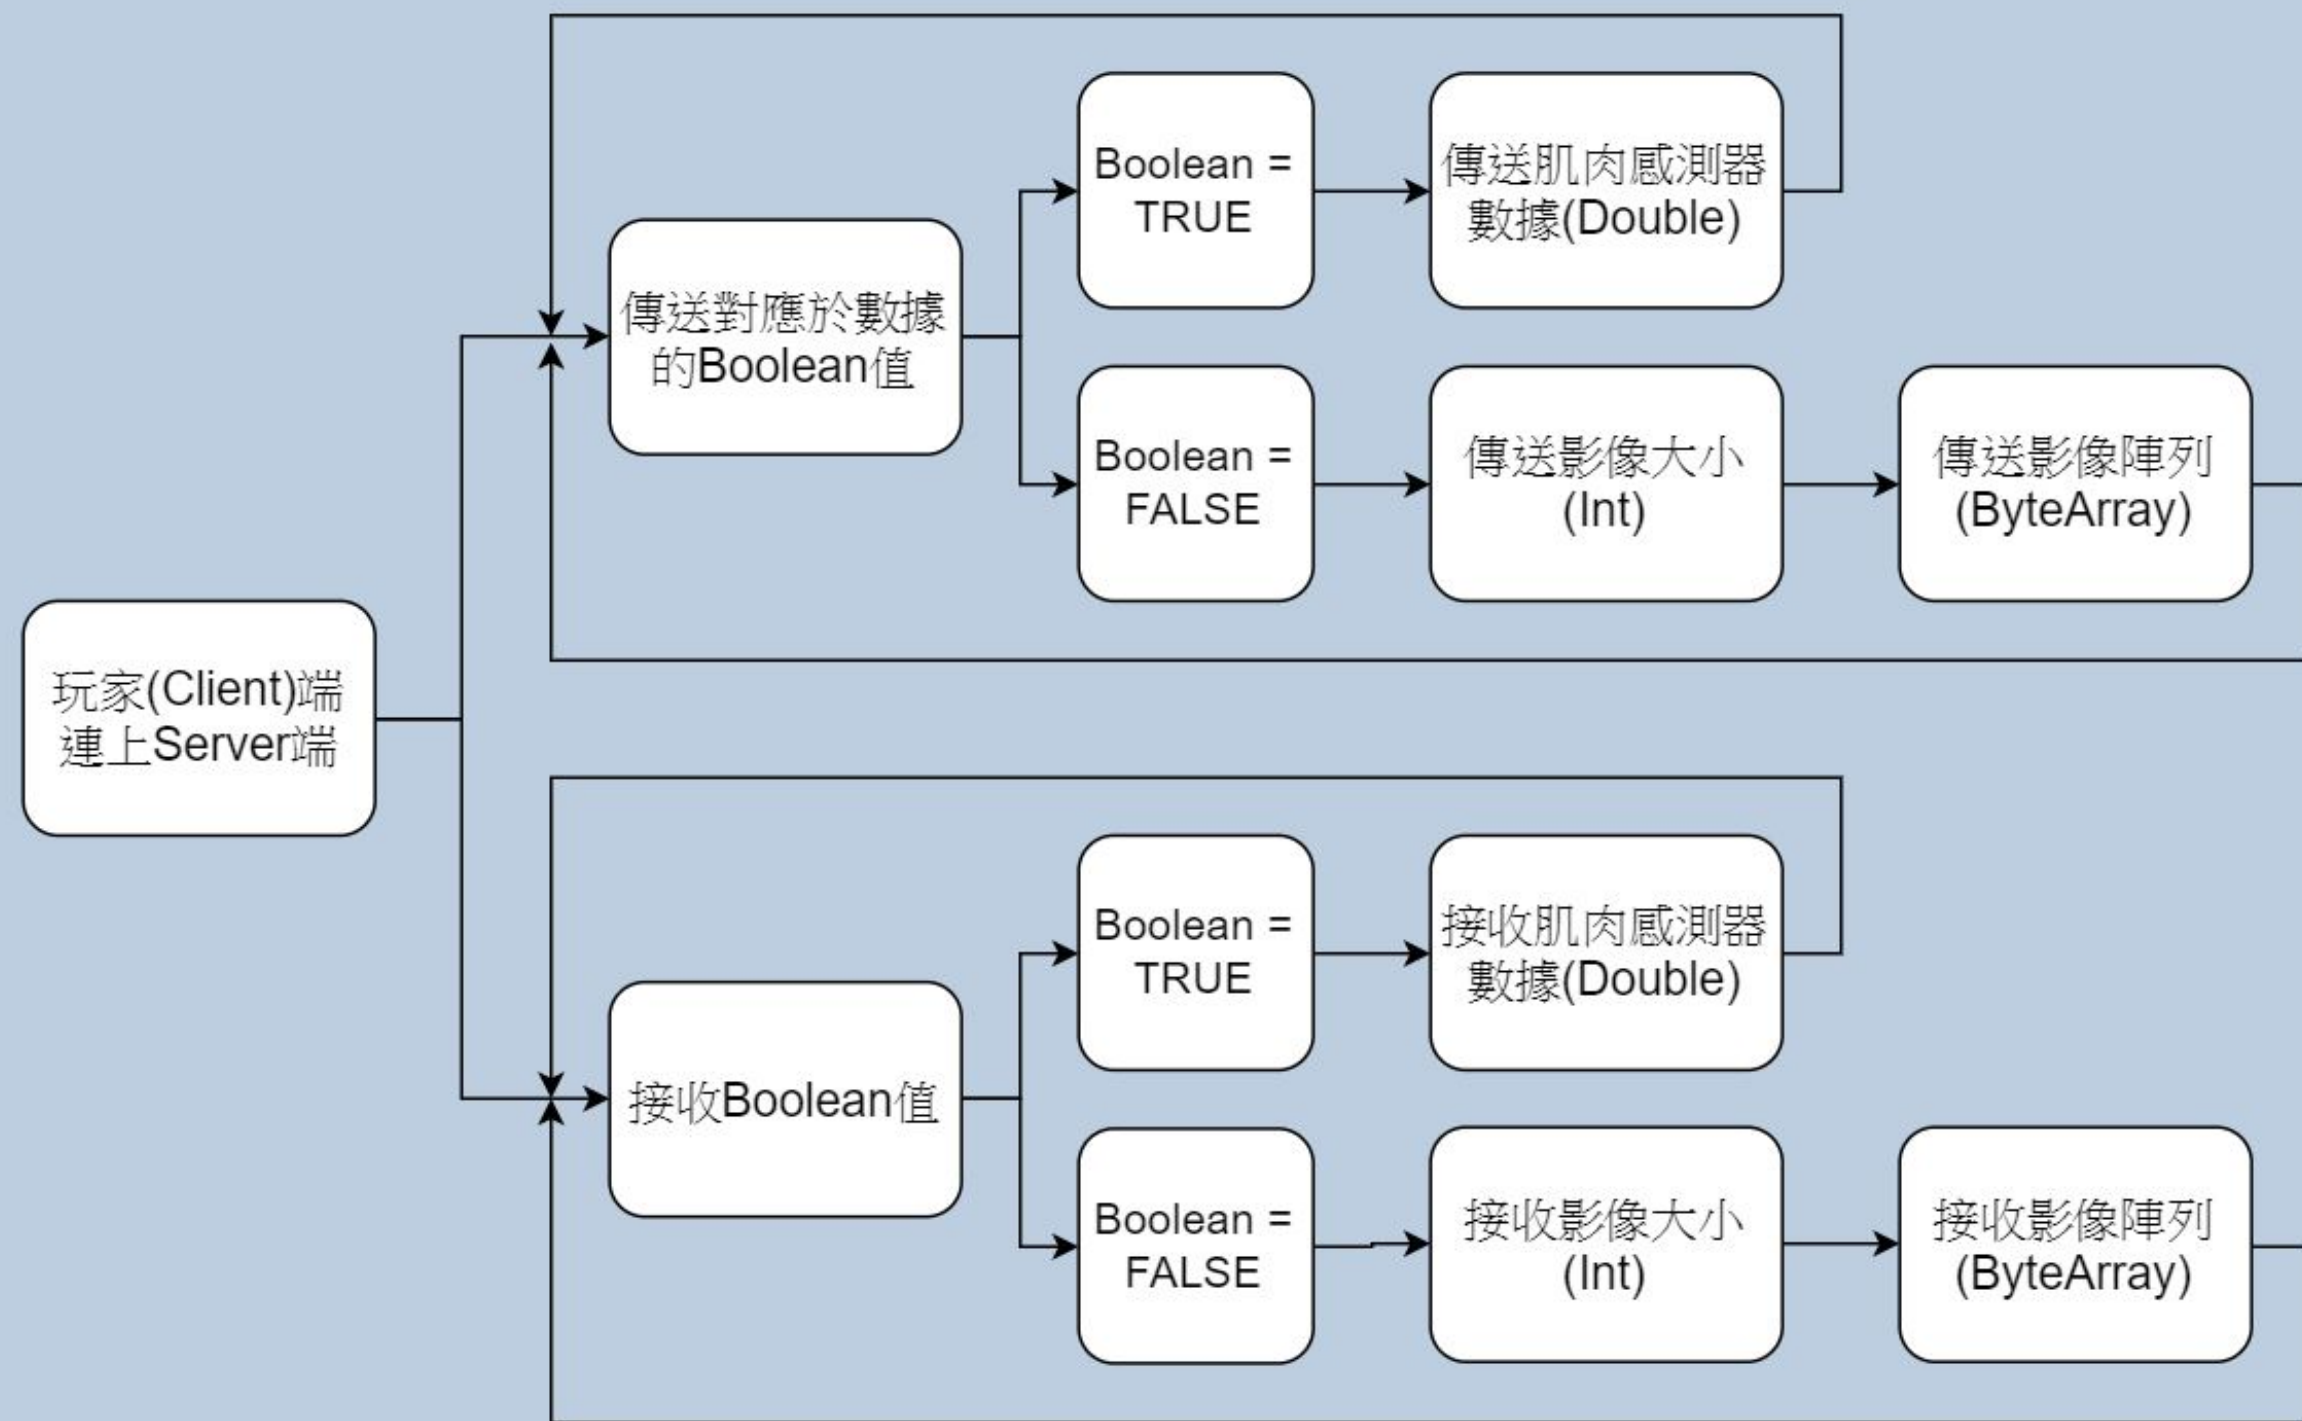 玩家(Client)端
連上Server端
傳送對應於數據
的Boolean值
Boolean =
TRUE
傳送肌肉感測器
數據(Double)
Boolean =
FALSE
傳送影像大小
(Int)
傳送影像陣列
(ByteArray)
接收Boolean值
Boolean =
TRUE
接收肌肉感測器
數據(Double)
Boolean =
FALSE
接收影像大小
(Int)
接收影像陣列
(ByteArray)